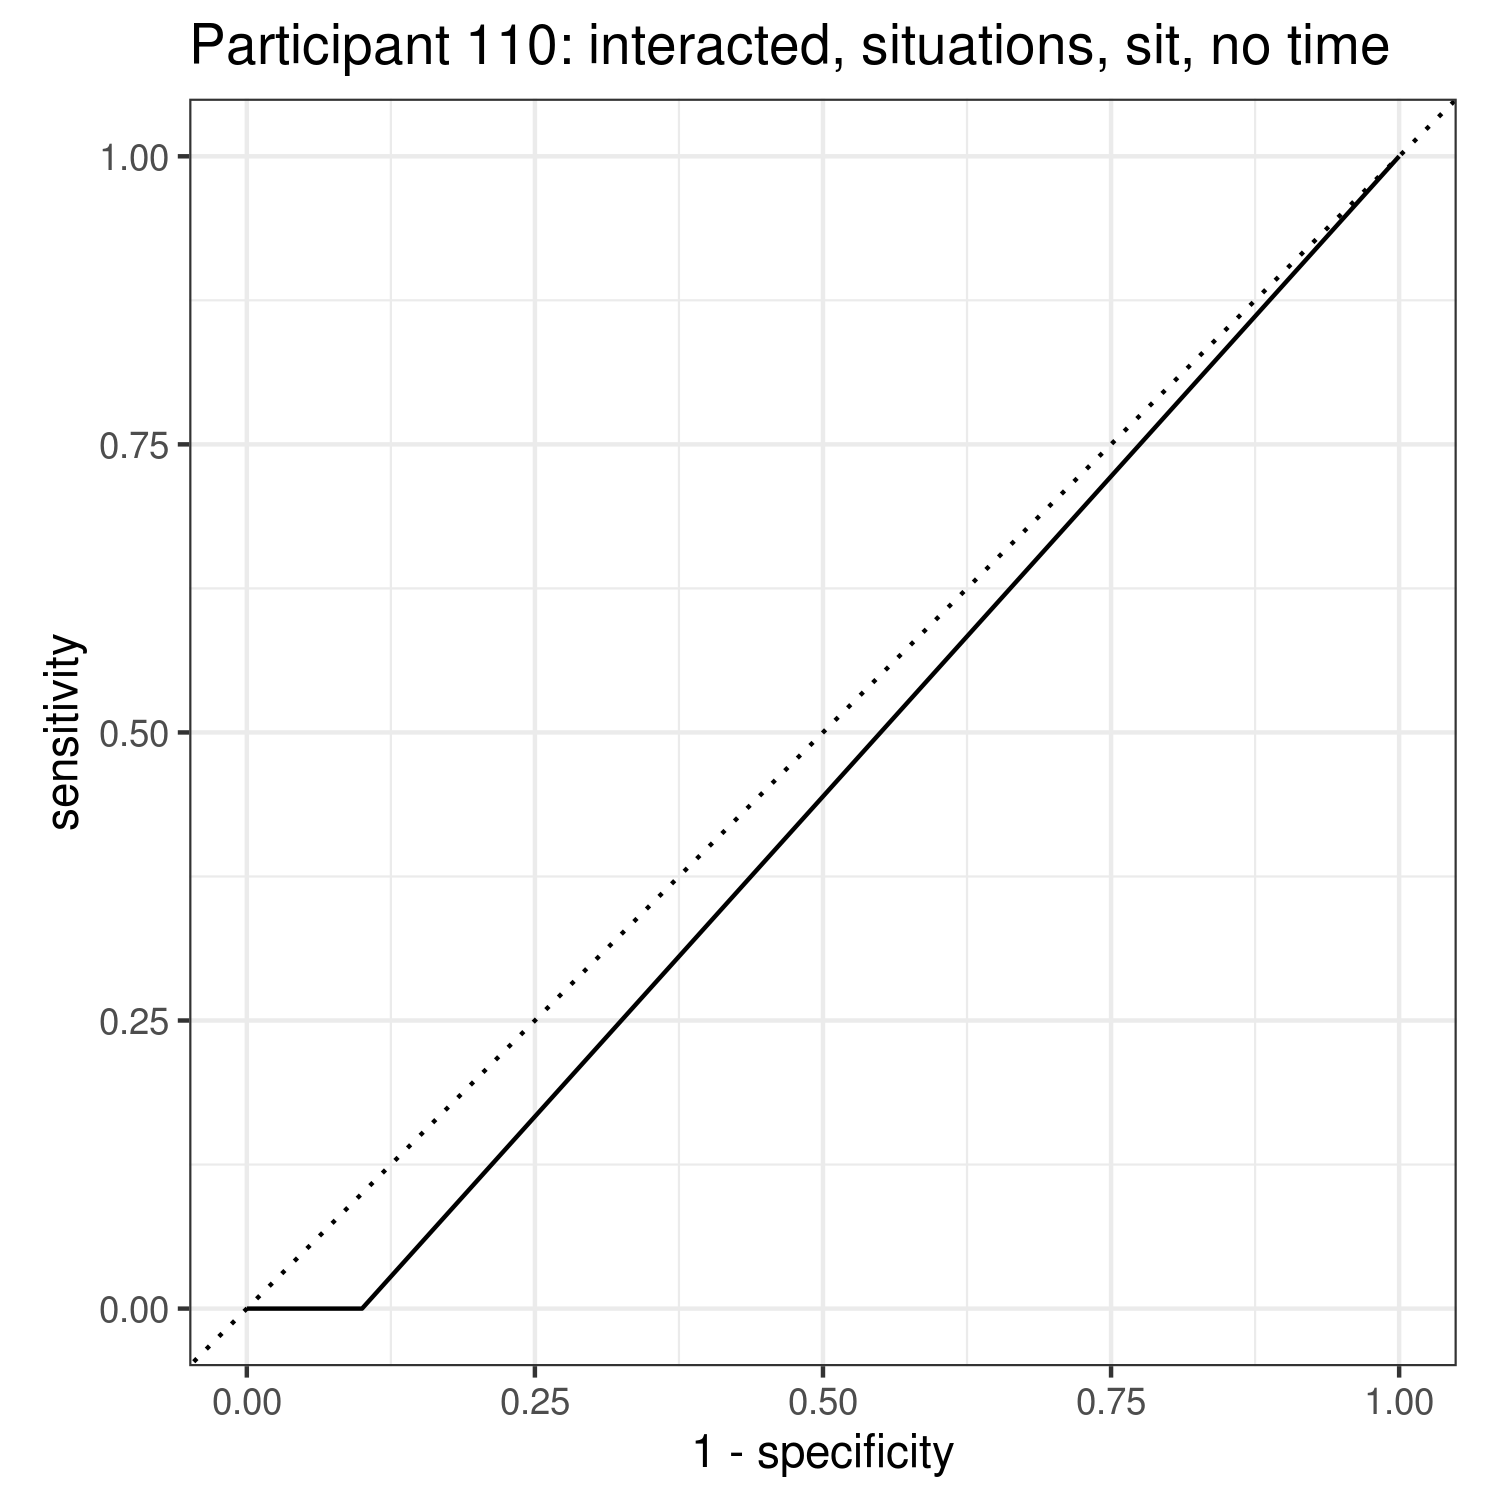 Participant 110: interacted, situations, sit, no time
1.00
0.75
0.50
0.25
0.00
sensitivity
0.00 0.25 0.50 0.75 1.00
1 - specificity